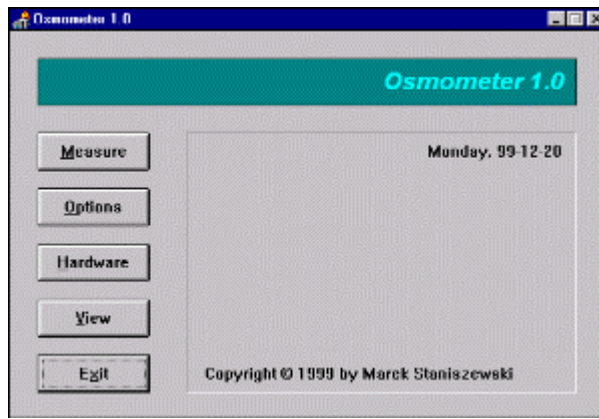 Osmometer 1.0
Osmometer 1.0
Measure
Monday, 99-12-20
Options
Hardware
View
Exit
Copyright © 1999 by Marek Staniszewski